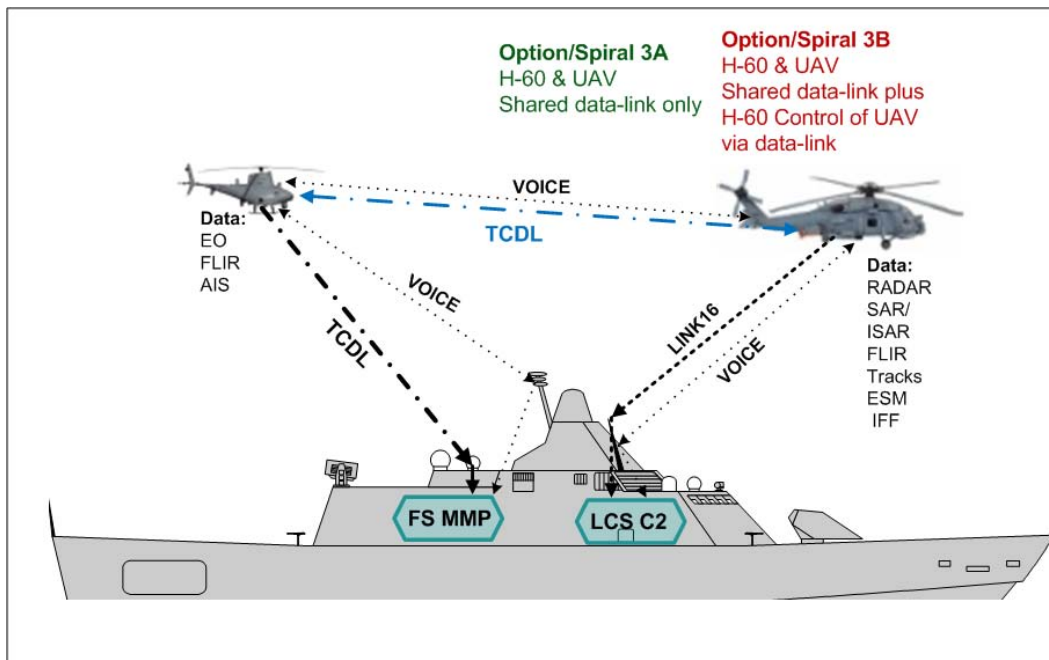 Option/Spiral 3A
H-60 & UAV
Shared data-link only
Option/Spiral 3B
H-60 & UAV
Shared data-link plus
H-60 Control of UAV
via data-link
VOICE
TCDL
Data:
EO
FLIR
AIS
VOICE
TCDL
LINK16
VOICE
Data:
RADAR
SAR/
ISAR
FLIR
Tracks
ESM
IFF
FS MMP
LCS C2